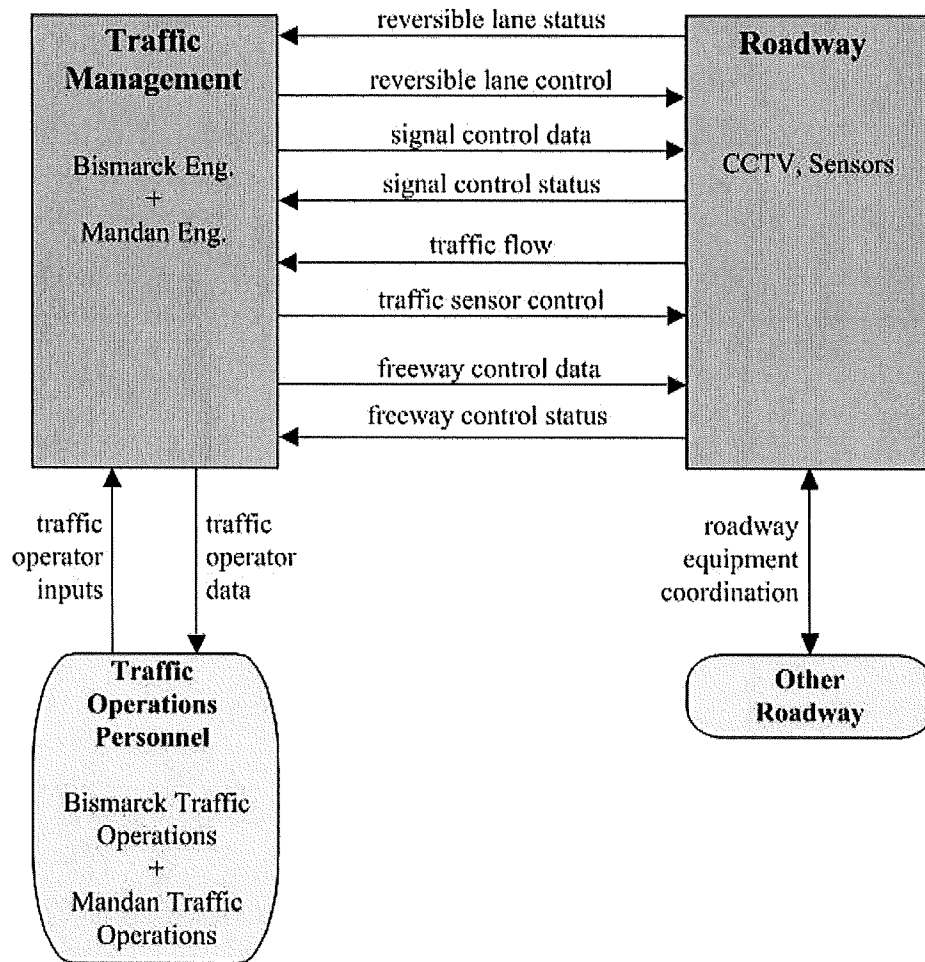 Traffic
Management
Bismarck Eng.
+
Mandan Eng.
reversible lane status
reversible lane control
signal control data
signal control status
traffic flow
traffic sensor control
freeway control data
freeway control status
Roadway
CCTV, Sensors
traffic
operator
inputs
traffic
operator
data
roadway
equipment
coordination
Traffic
Operations
Personnel
Bismarck Traffic
Operations
+
Mandan Traffic
Operations
Other
Roadway